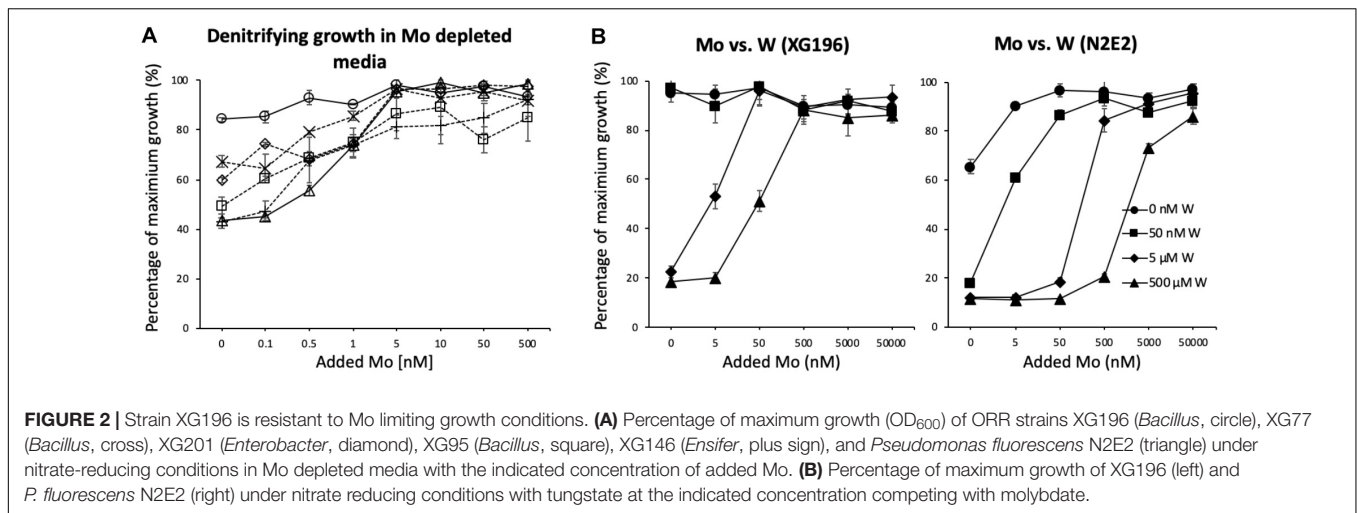 A
Denitrifying growth in Mo depleted
media
Percentage of maximium growth (%)
100
80
60
40
20
0
0 0.1 0.5 1 5 10 50 500
Added Mo [nM]
B
Mo vs. W (XG196)
Percentage of maximum growth (%)
100
80
60
40
20
0
0 5 50 500 5000 50000
Added Mo (nM)
Mo vs. W (N2E2)
100
80
60
40
20
0
0 5 50 500 5000 50000
Added Mo (nM)
0 nM W
50 nM W
5 µM W
500 µM W
FIGURE 2 | Strain XG196 is resistant to Mo limiting growth conditions. (A) Percentage of maximum growth (OD600) of ORR strains XG196 (Bacillus, circle), XG77
(Bacillus, cross), XG201 (Enterobacter, diamond), XG95 (Bacillus, square), XG146 (Ensifer, plus sign), and Pseudomonas fluorescens N2E2 (triangle) under
nitrate-reducing conditions in Mo depleted media with the indicated concentration of added Mo. (B) Percentage of maximum growth of XG196 (left) and
P. fluorescens N2E2 (right) under nitrate reducing conditions with tungstate at the indicated concentration competing with molybdate.